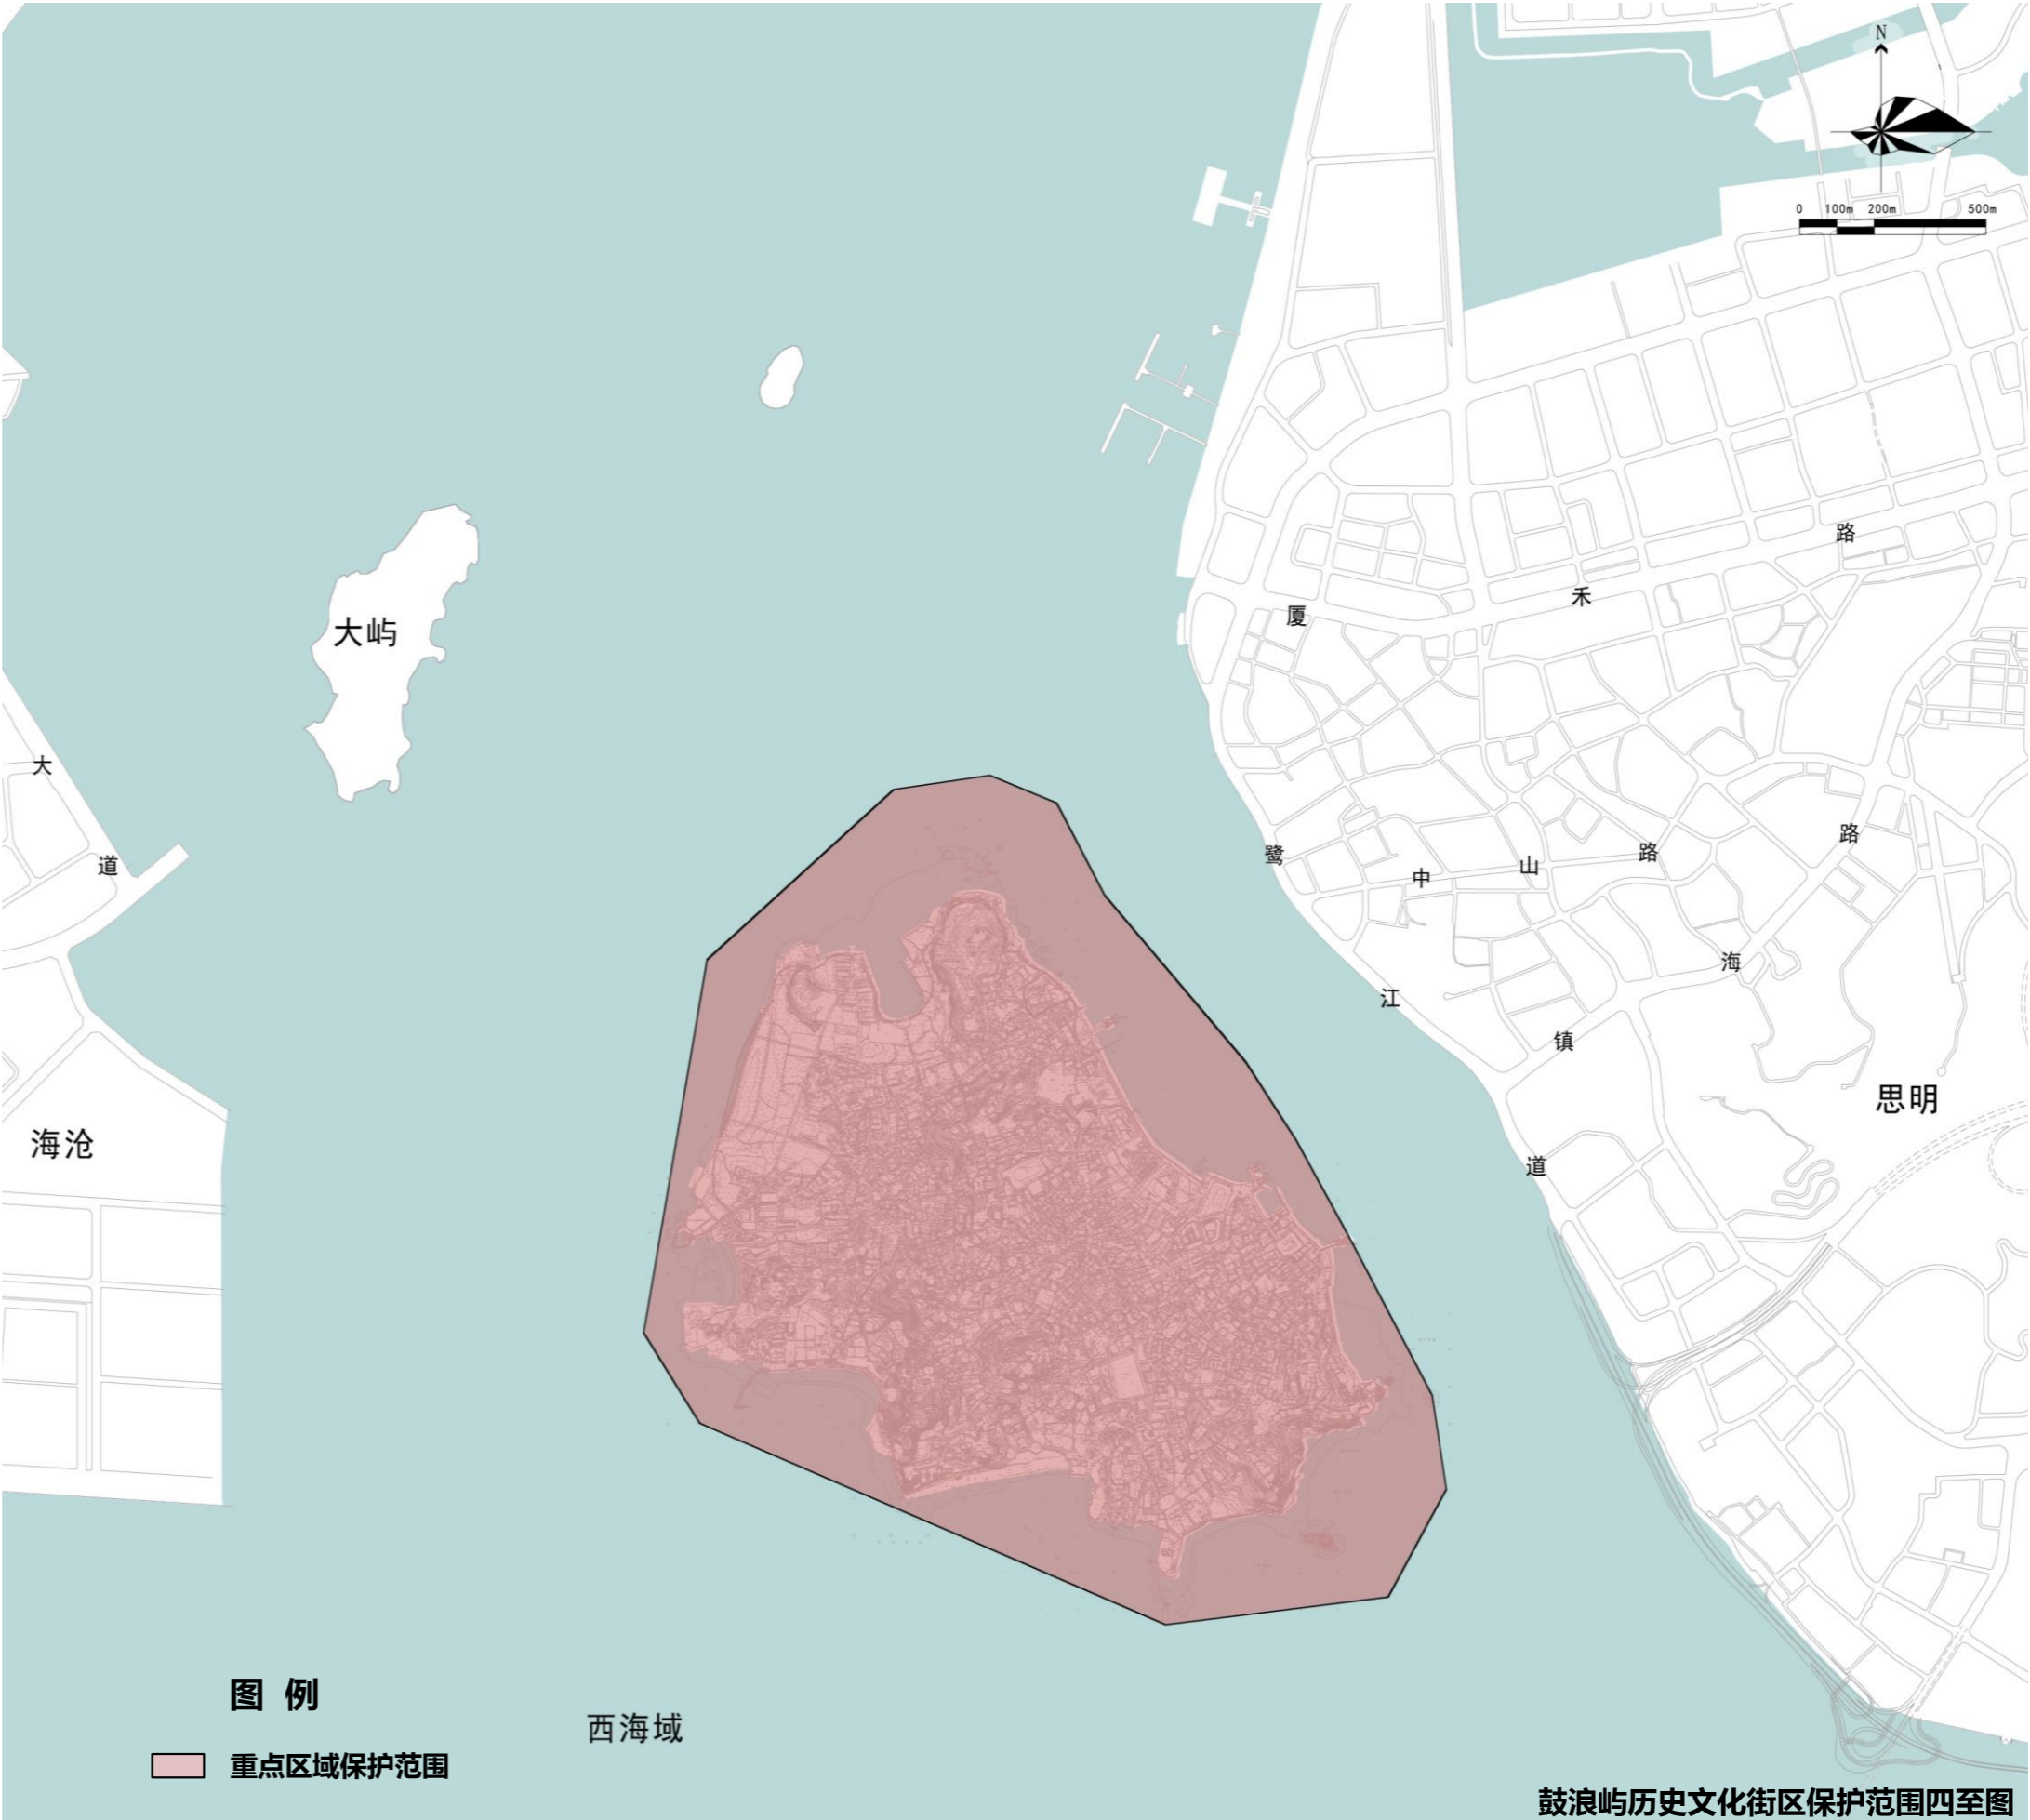 N
0 100m 200m 500m
厦禾路
大屿
大道
鹭江道
中山路
镇海路
思明
海沧
图 例
西海域
重点区域保护范围
鼓浪屿历史文化街区保护范围四至图